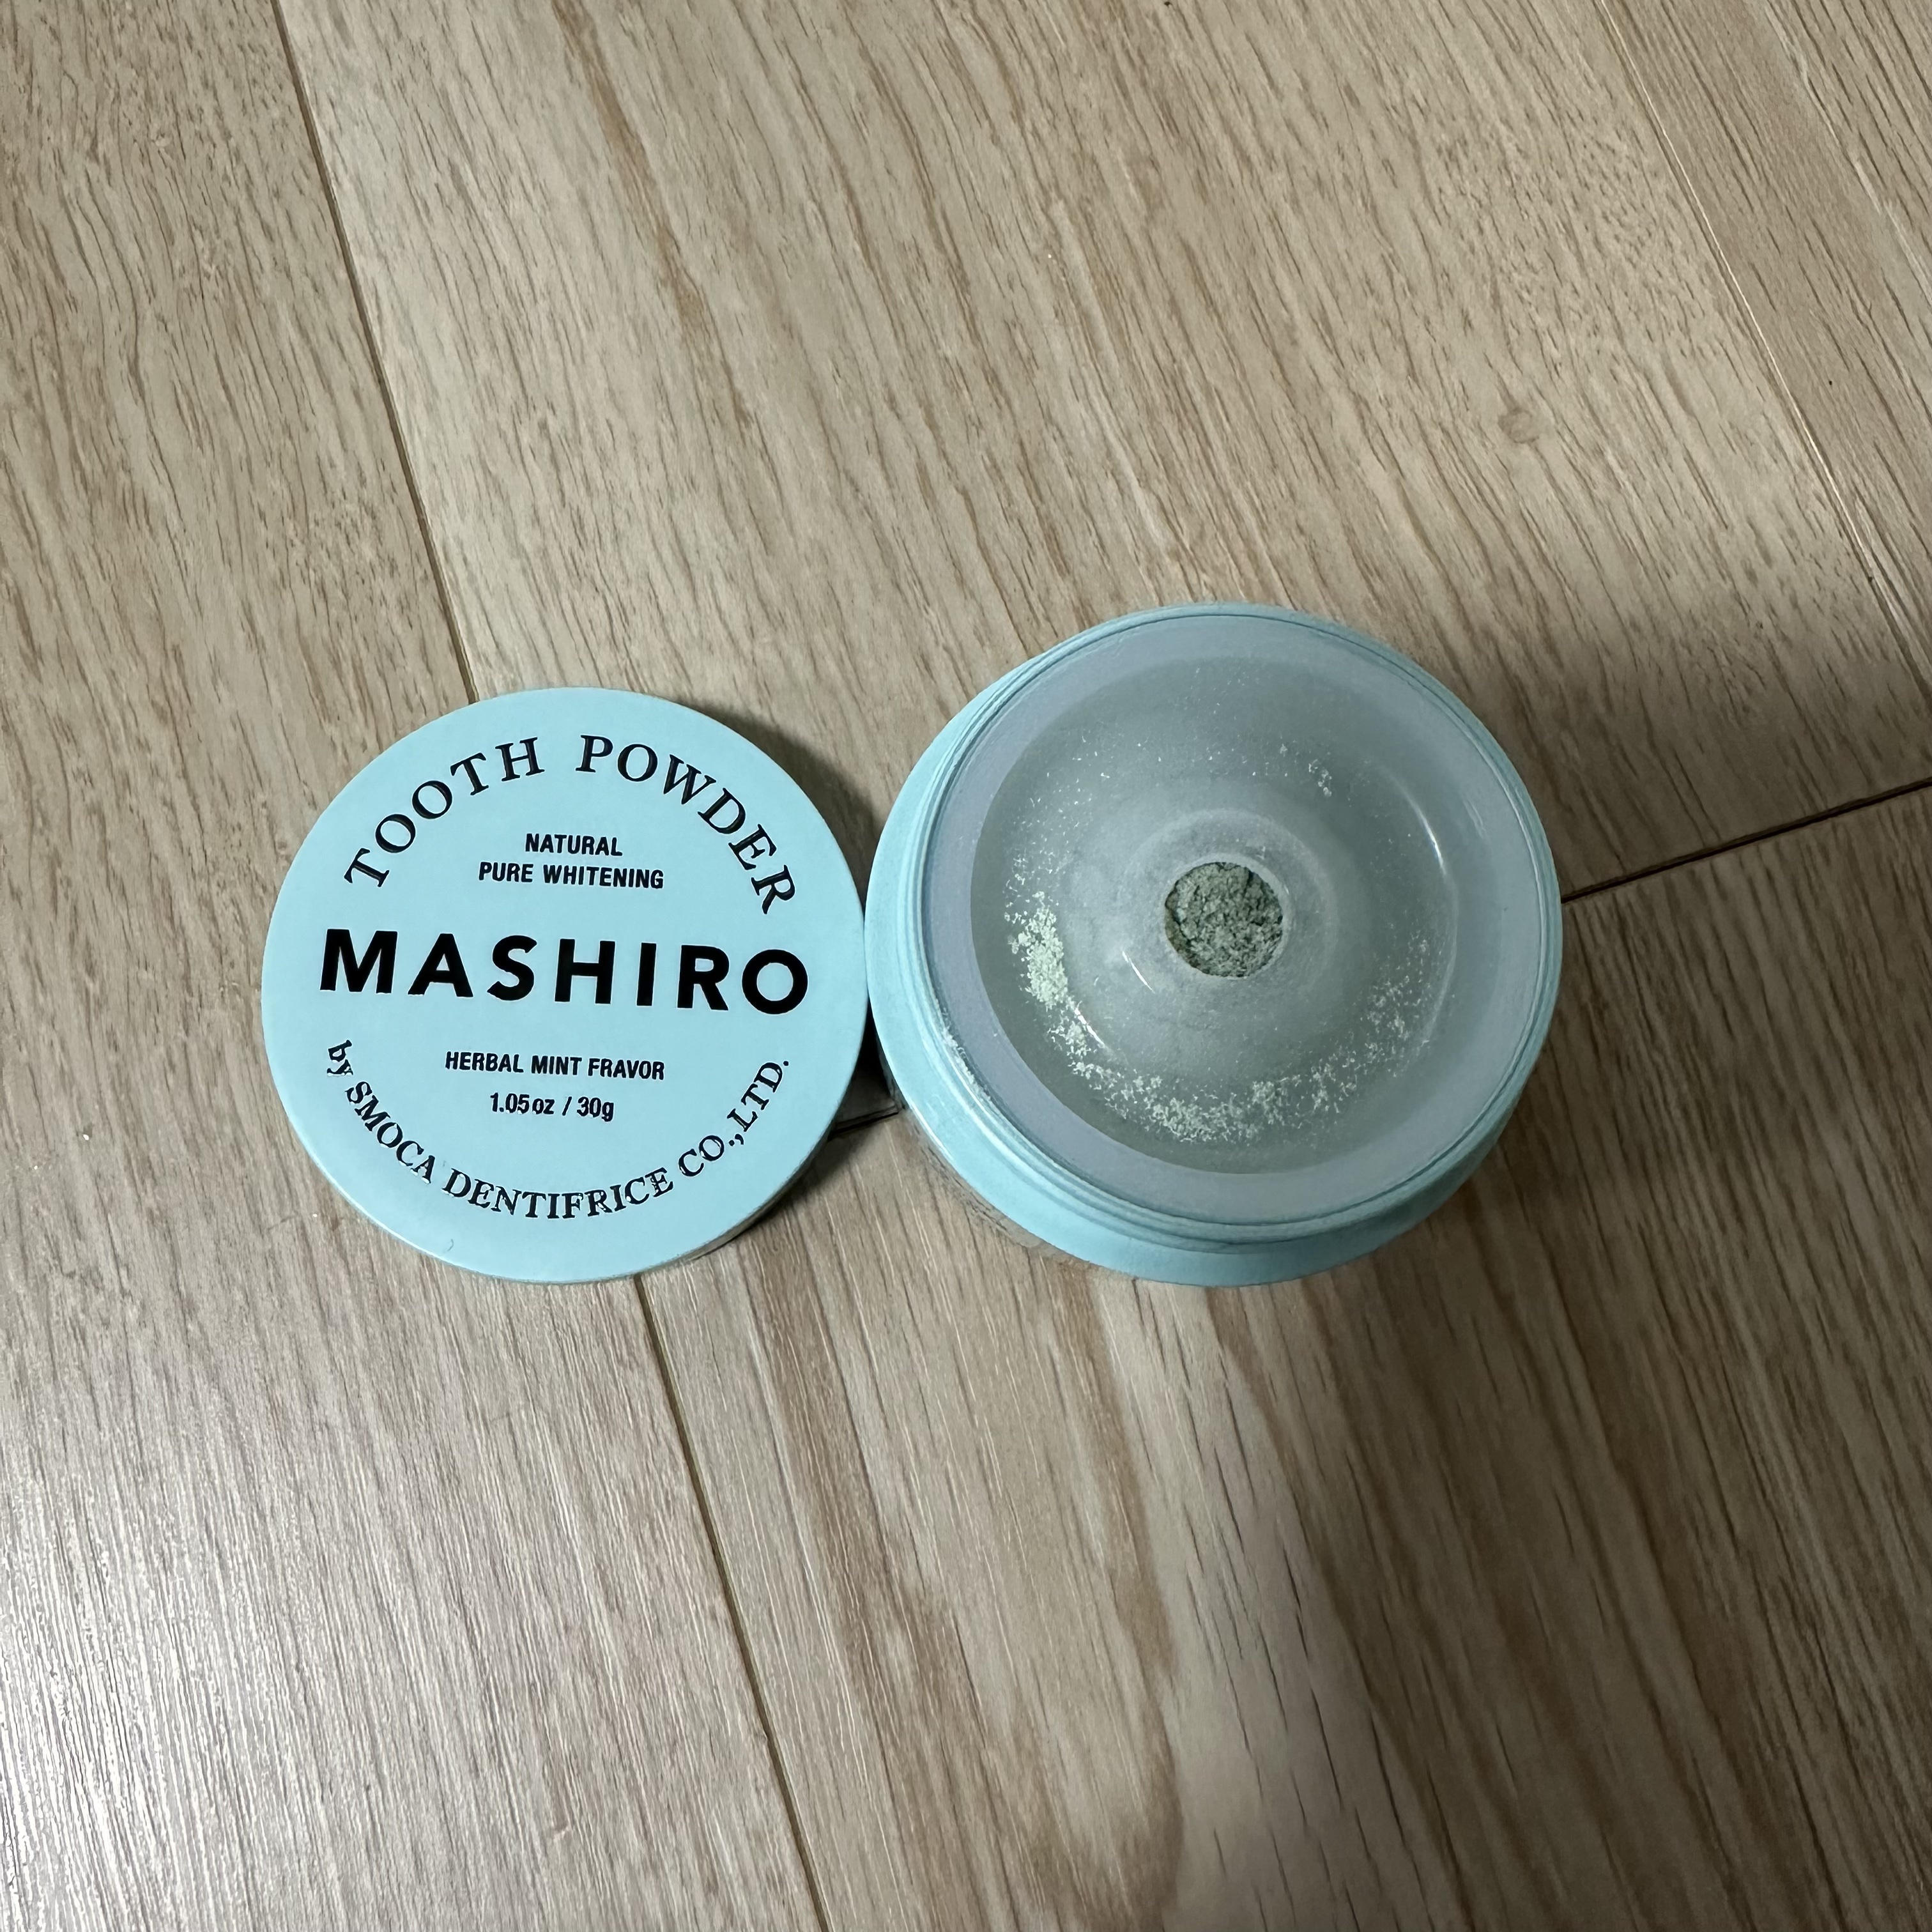 TOOTH POWDER
NATURAL
PURE WHITENING
MASHIRO
HERBAL MINT FRAVOR
1.05oz / 30g
by SMOCA DENTIFRICE CO.,LTD.